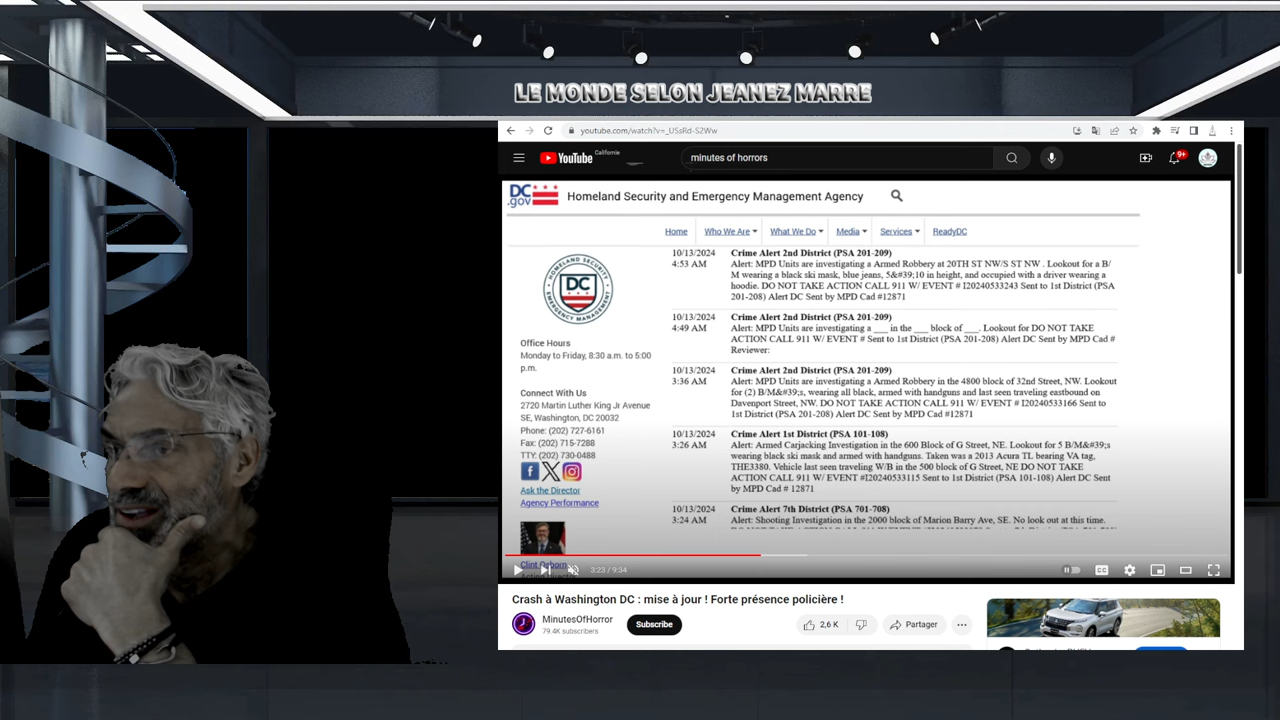 LE MONDE SELON JEANEZ MARRE
youtube.com/watch?v=_USsRd-S2Ww
YouTube
Californie
minutes of horrors
9+
DC
.gov
Homeland Security and Emergency Management Agency
Home
Who We Are
What We Do
Media
Services
ReadyDC
HOMELAND SECURITY
DC
EMERGENCY MANAGEMENT
Office Hours
Monday to Friday, 8:30 a.m. to 5:00
p.m.
Connect With Us
2720 Martin Luther King Jr Avenue
SE, Washington, DC 20032
Phone: (202) 727-6161
Fax: (202) 715-7288
TTY: (202) 730-0488
Ask the Director
Agency Performance
Clint Osborn
10/13/2024
4:53 AM
Crime Alert 2nd District (PSA 201-209)
Alert: MPD Units are investigating a Armed Robbery at 20TH ST NW/S ST NW . Lookout for a B/
M wearing a black ski mask, blue jeans, 5&#39;10 in height, and occupied with a driver wearing a
hoodie. DO NOT TAKE ACTION CALL 911 W/ EVENT # I20240533243 Sent to 1st District (PSA
201-208) Alert DC Sent by MPD Cad #12871
10/13/2024
4:49 AM
Crime Alert 2nd District (PSA 201-209)
Alert: MPD Units are investigating a ___ in the ___ block of ___. Lookout for DO NOT TAKE
ACTION CALL 911 W/ EVENT # Sent to 1st District (PSA 201-208) Alert DC Sent by MPD Cad #
Reviewer:
10/13/2024
3:36 AM
Crime Alert 2nd District (PSA 201-209)
Alert: MPD Units are investigating a Armed Robbery in the 4800 block of 32nd Street, NW. Lookout
for (2) B/M&#39;s, wearing all black, armed with handguns and last seen traveling eastbound on
Davenport Street, NW. DO NOT TAKE ACTION CALL 911 W/ EVENT # I20240533166 Sent to
1st District (PSA 201-208) Alert DC Sent by MPD Cad #12871
10/13/2024
3:26 AM
Crime Alert 1st District (PSA 101-108)
Alert: Armed Carjacking Investigation in the 600 Block of G Street, NE. Lookout for 5 B/M&#39;s
wearing black ski mask and armed with handguns. Taken was a 2013 Acura TL bearing VA tag,
THE3380. Vehicle last seen traveling W/B in the 500 block of G Street, NE DO NOT TAKE
ACTION CALL 911 W/ EVENT #I20240533115 Sent to 1st District (PSA 101-108) Alert DC Sent
by MPD Cad # 12871
10/13/2024
3:24 AM
Crime Alert 7th District (PSA 701-708)
Alert: Shooting Investigation in the 2000 block of Marion Barry Ave, SE. No look out at this time.
3:23 / 9:34
CC
Crash à Washington DC : mise à jour ! Forte présence policière !
MinutesOfHorror
79.4K subscribers
Subscribe
2,6 K
Partager